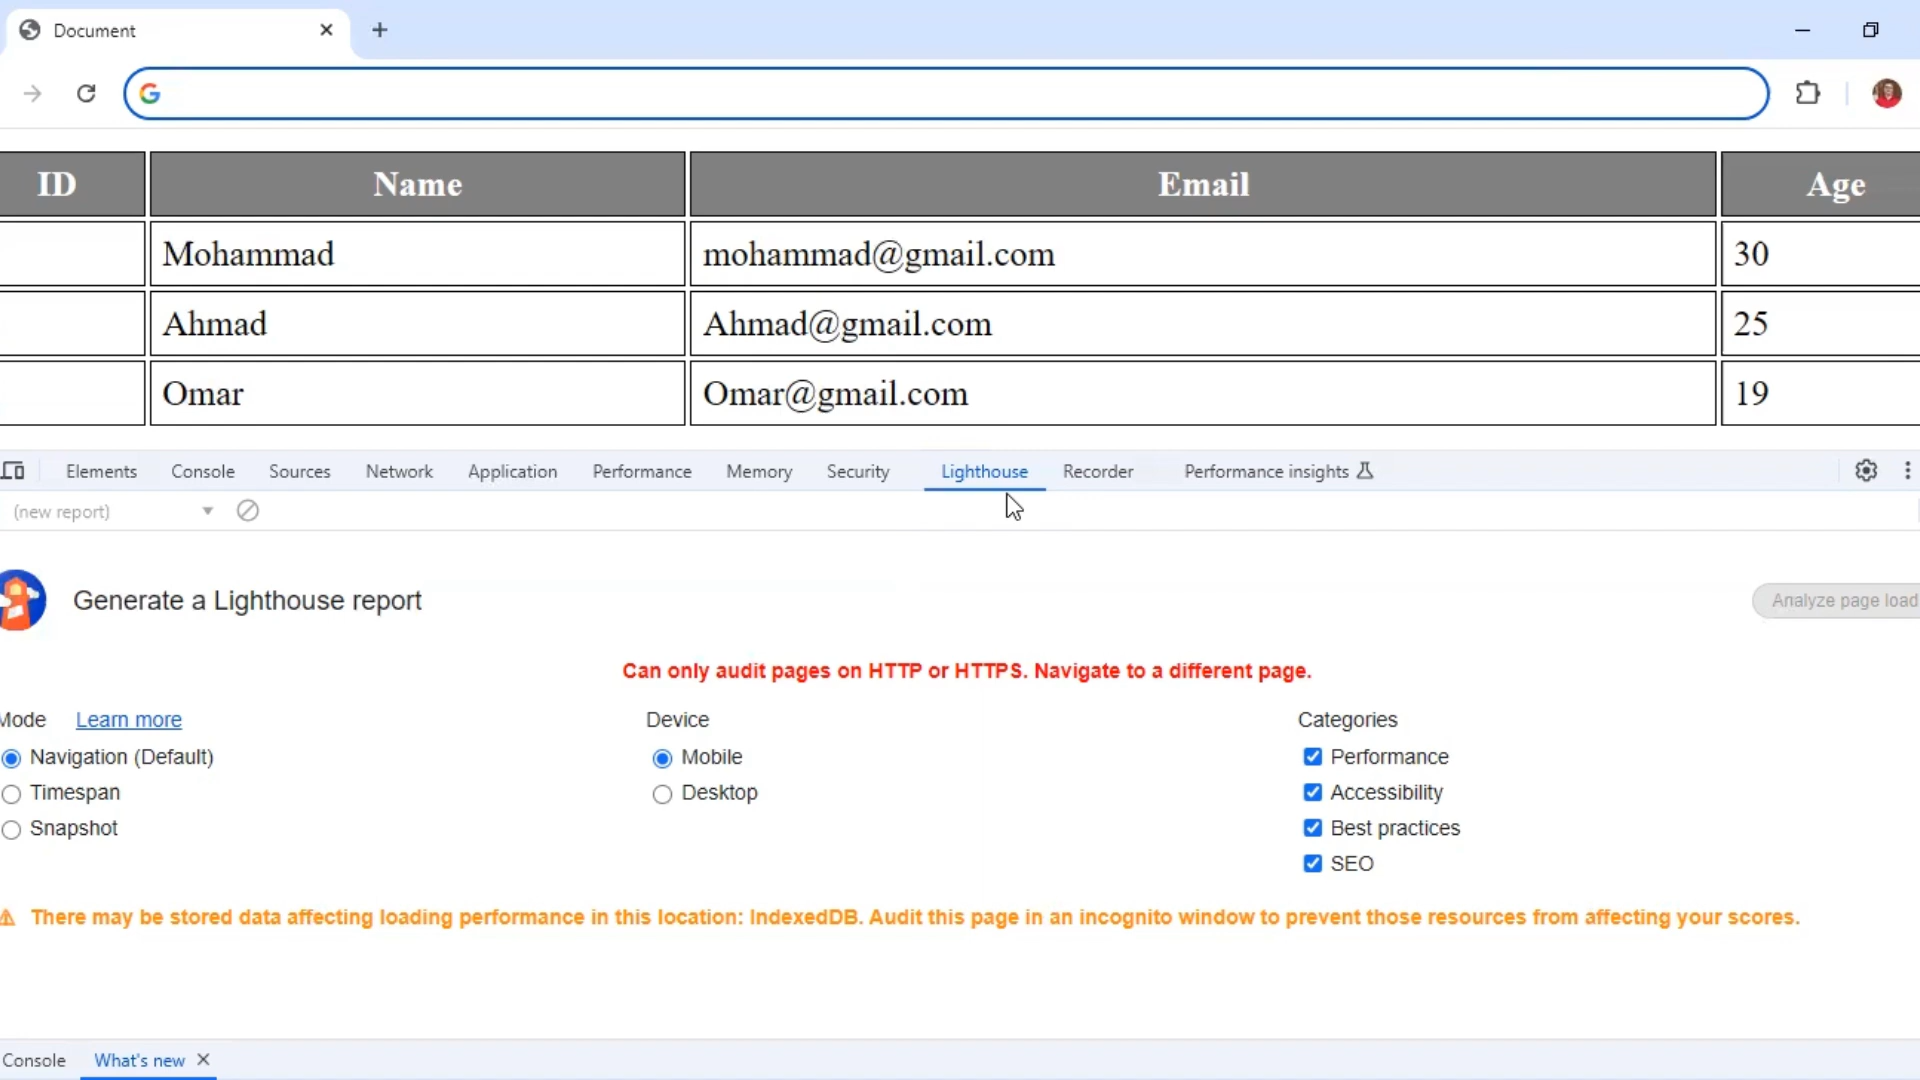 Document
ID Name Email Age
Mohammad mohammad@gmail.com 30
Ahmad Ahmad@gmail.com 25
Omar Omar@gmail.com 19
Elements Console Sources Network Application Performance Memory Security Lighthouse Recorder Performance insights
(new report)
Generate a Lighthouse report Analyze page load
Can only audit pages on HTTP or HTTPS. Navigate to a different page.
Mode Learn more Device Categories
Navigation (Default) Mobile Performance
Timespan Desktop Accessibility
Snapshot Best practices
SEO
There may be stored data affecting loading performance in this location: IndexedDB. Audit this page in an incognito window to prevent those resources from affecting your scores.
Console What's new